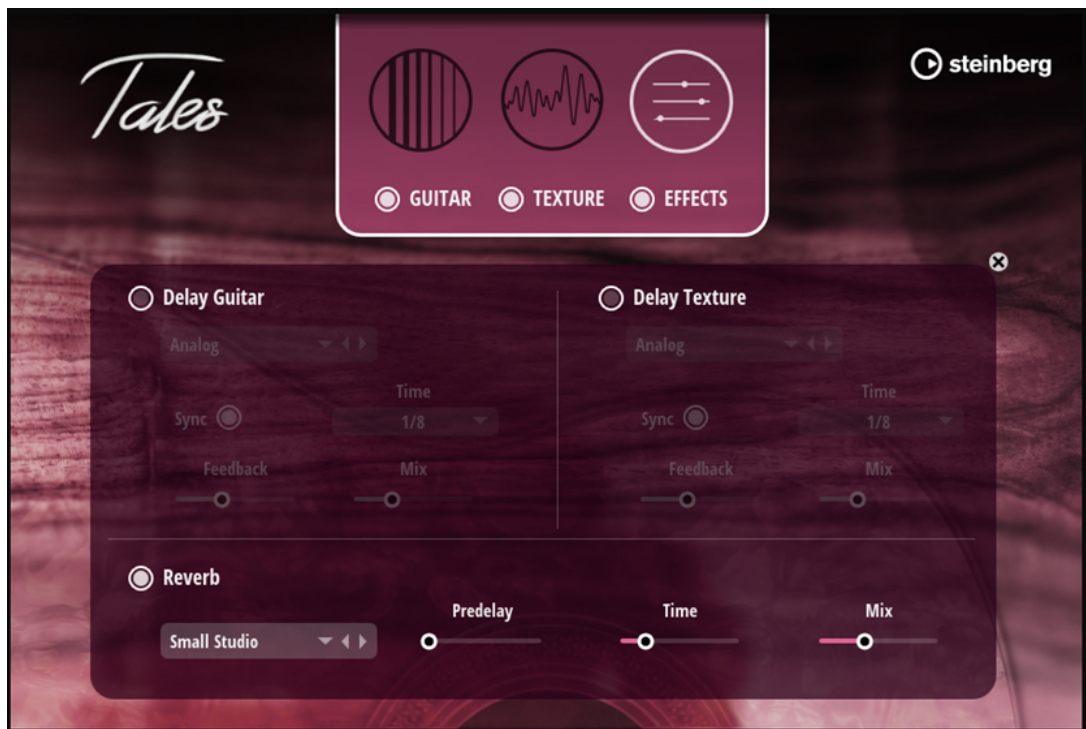 Tales
steinberg
GUITAR TEXTURE EFFECTS
Delay Guitar
Analog
Time
Sync
1/8
Feedback Mix
Delay Texture
Analog
Time
Sync
1/8
Feedback Mix
Reverb
Small Studio
Predelay
Time
Mix